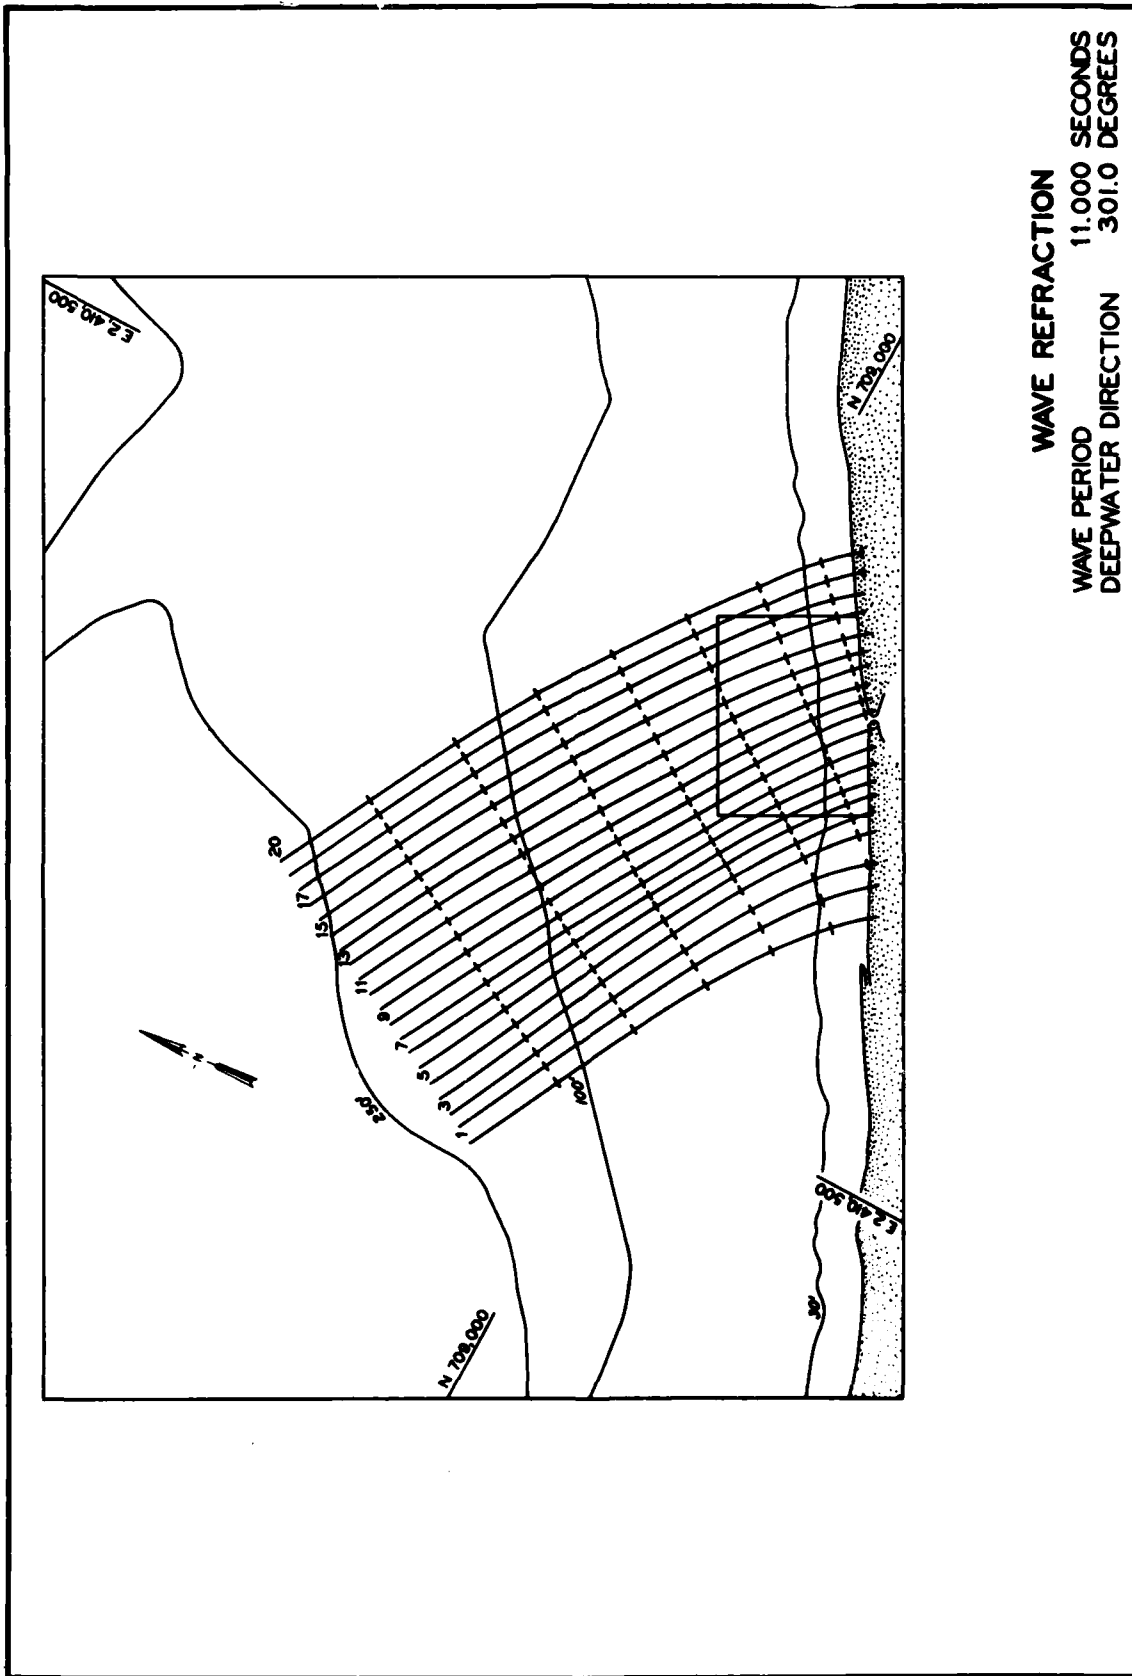 WAVE REFRACTION
WAVE PERIOD 11.000 SECONDS
DEEPWATER DIRECTION 301.0 DEGREES
E 2,410,500
N 709,000
20
17
15
13
11
9
7
5
3
1
N
250'
100'
N 709,000
30'
E 2,410,500